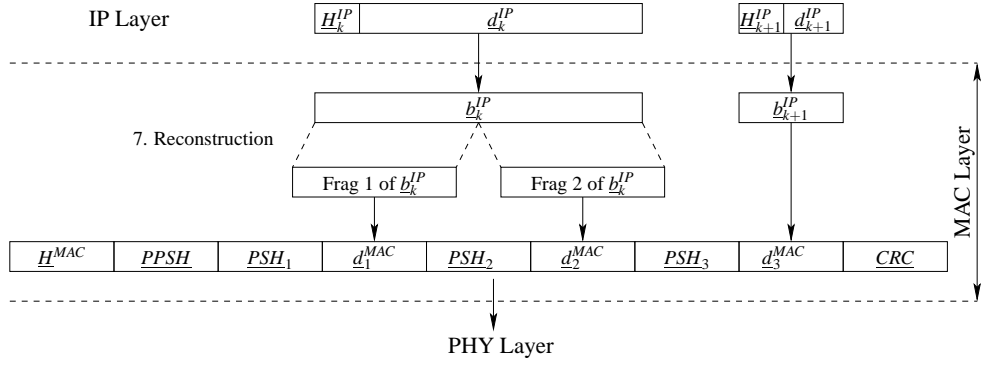 IP Layer
H_k^IP d_k^IP H_{k+1}^IP d_{k+1}^IP
b_k^IP b_{k+1}^IP
7. Reconstruction
Frag 1 of b_k^IP Frag 2 of b_k^IP
MAC Layer
H^MAC PPSH PSH_1 d_1^MAC PSH_2 d_2^MAC PSH_3 d_3^MAC CRC
PHY Layer